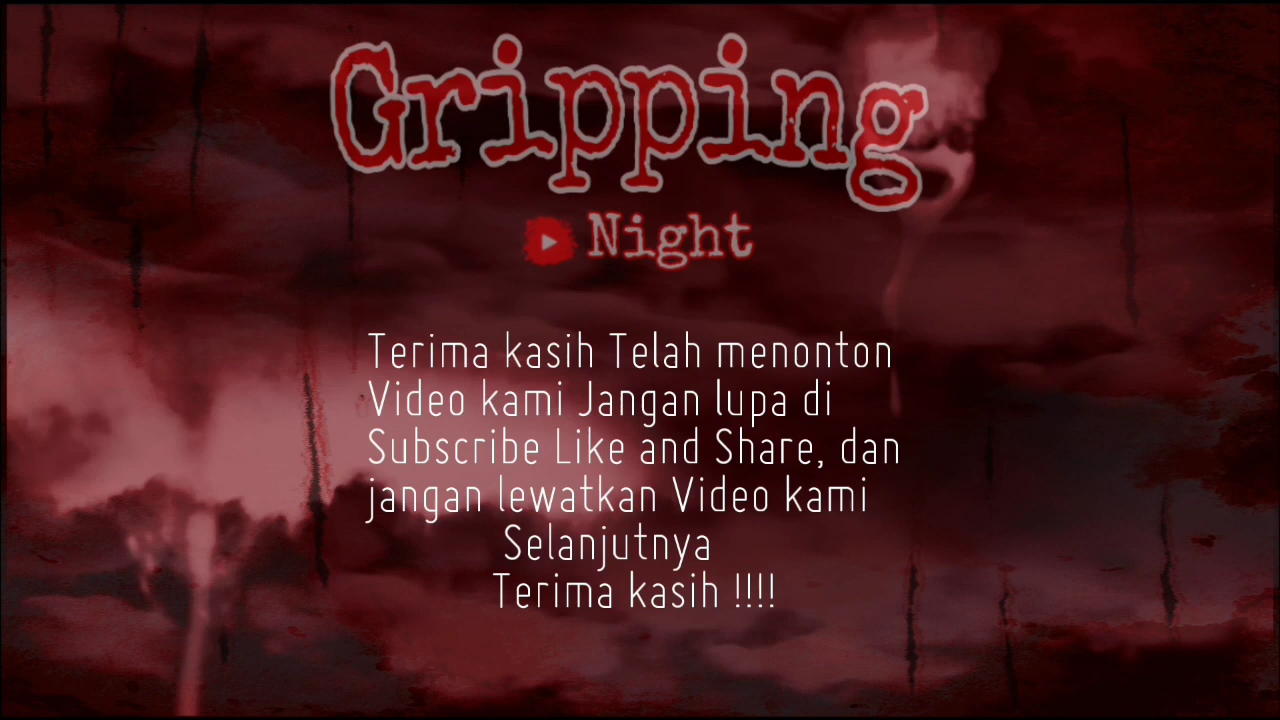 Gripping
Night
Terima kasih Telah menonton
Video kami Jangan lupa di
Subscribe Like and Share, dan
jangan lewatkan Video kami
Selanjutnya
Terima kasih !!!!